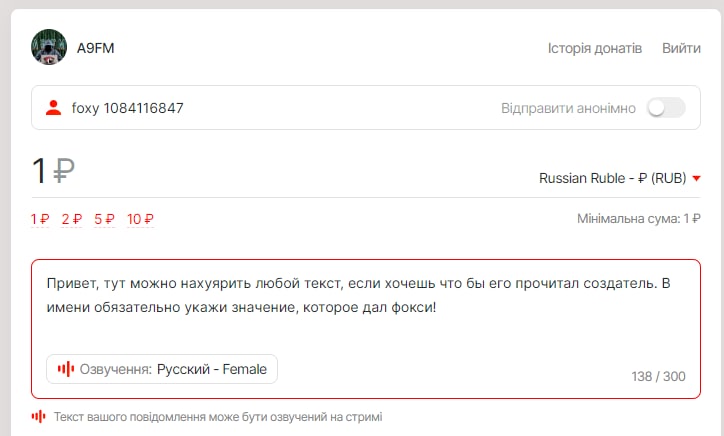 A9FM
Історія донатів Вийти
foxy 1084116847
Відправити анонімно
1 ₽
Russian Ruble - ₽ (RUB)
1 ₽ 2 ₽ 5 ₽ 10 ₽
Мінімальна сума: 1 ₽
Привет, тут можно нахуярить любой текст, если хочешь что бы его прочитал создатель. В
имени обязательно укажи значение, которое дал фокси!
Озвучення: Русский - Female
138 / 300
Текст вашого повідомлення може бути озвучений на стримі